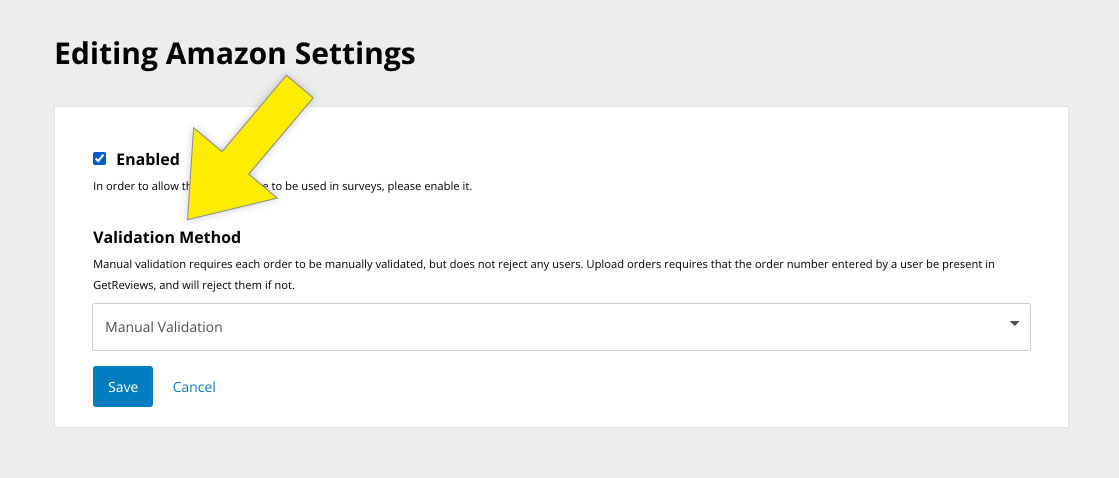 Editing Amazon Settings
Enabled
In order to allow to be used in surveys, please enable it.
Validation Method
Manual validation requires each order to be manually validated, but does not reject any users. Upload orders requires that the order number entered by a user be present in
GetReviews, and will reject them if not.
Manual Validation
Save Cancel